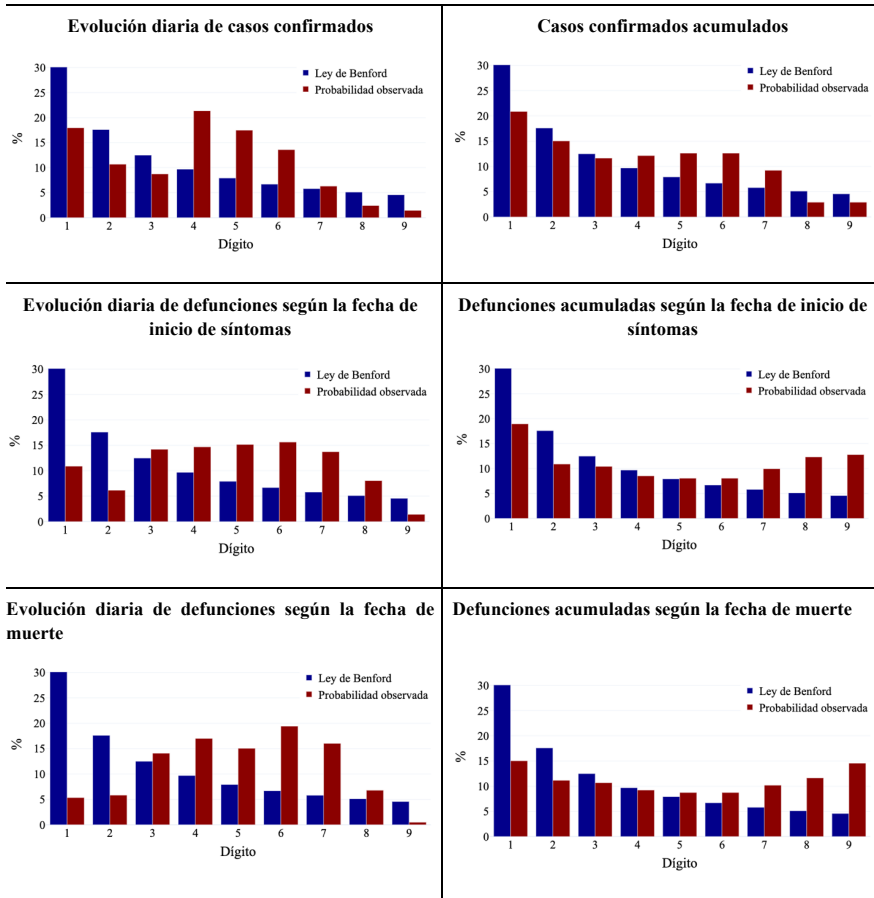 Evolución diaria de casos confirmados
30
25
20
15
10
5
0
%
Ley de Benford
Probabilidad observada
1 2 3 4 5 6 7 8 9
Dígito
Casos confirmados acumulados
30
25
20
15
10
5
0
%
Ley de Benford
Probabilidad observada
1 2 3 4 5 6 7 8 9
Dígito
Evolución diaria de defunciones según la fecha de
inicio de síntomas
30
25
20
15
10
5
0
%
Ley de Benford
Probabilidad observada
1 2 3 4 5 6 7 8 9
Dígito
Defunciones acumuladas según la fecha de inicio de
síntomas
30
25
20
15
10
5
0
%
Ley de Benford
Probabilidad observada
1 2 3 4 5 6 7 8 9
Dígito
Evolución diaria de defunciones según la fecha de
muerte
30
25
20
15
10
5
0
%
Ley de Benford
Probabilidad observada
1 2 3 4 5 6 7 8 9
Dígito
Defunciones acumuladas según la fecha de muerte
30
25
20
15
10
5
0
%
Ley de Benford
Probabilidad observada
1 2 3 4 5 6 7 8 9
Dígito